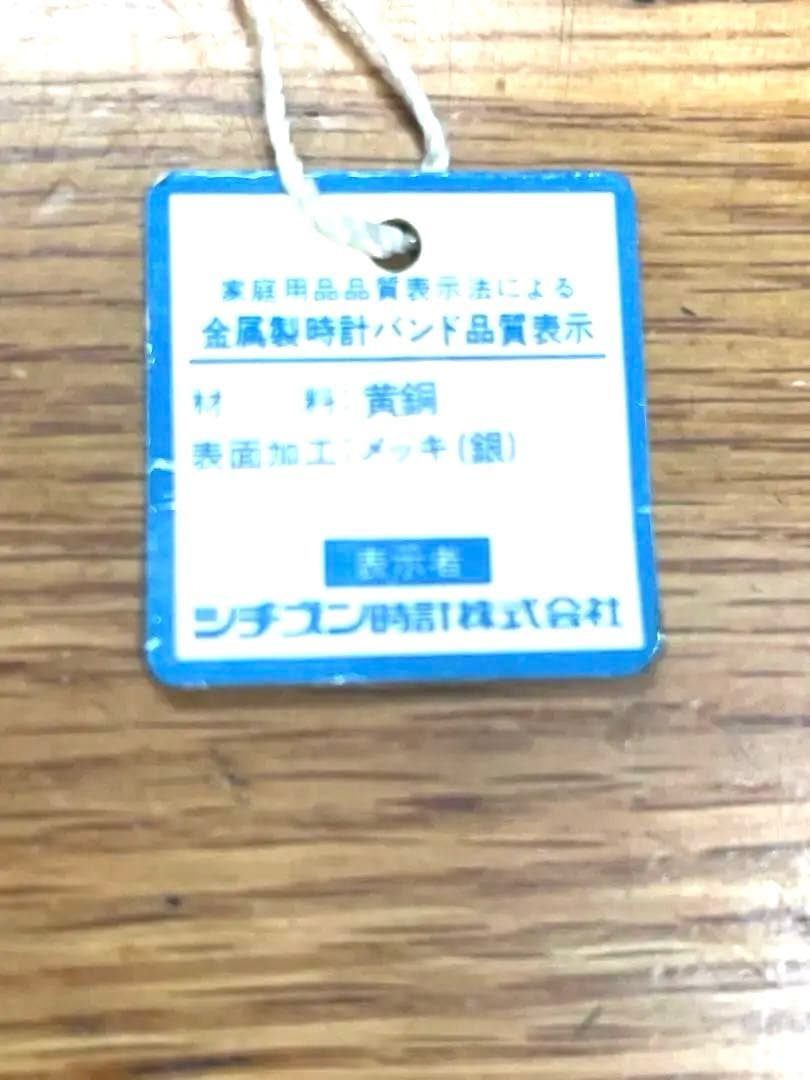 家庭用品品質表示法による
金属製時計バンド品質表示
材　　料：黄銅
表面加工：メッキ(銀)
表示者
シチズン時計株式会社